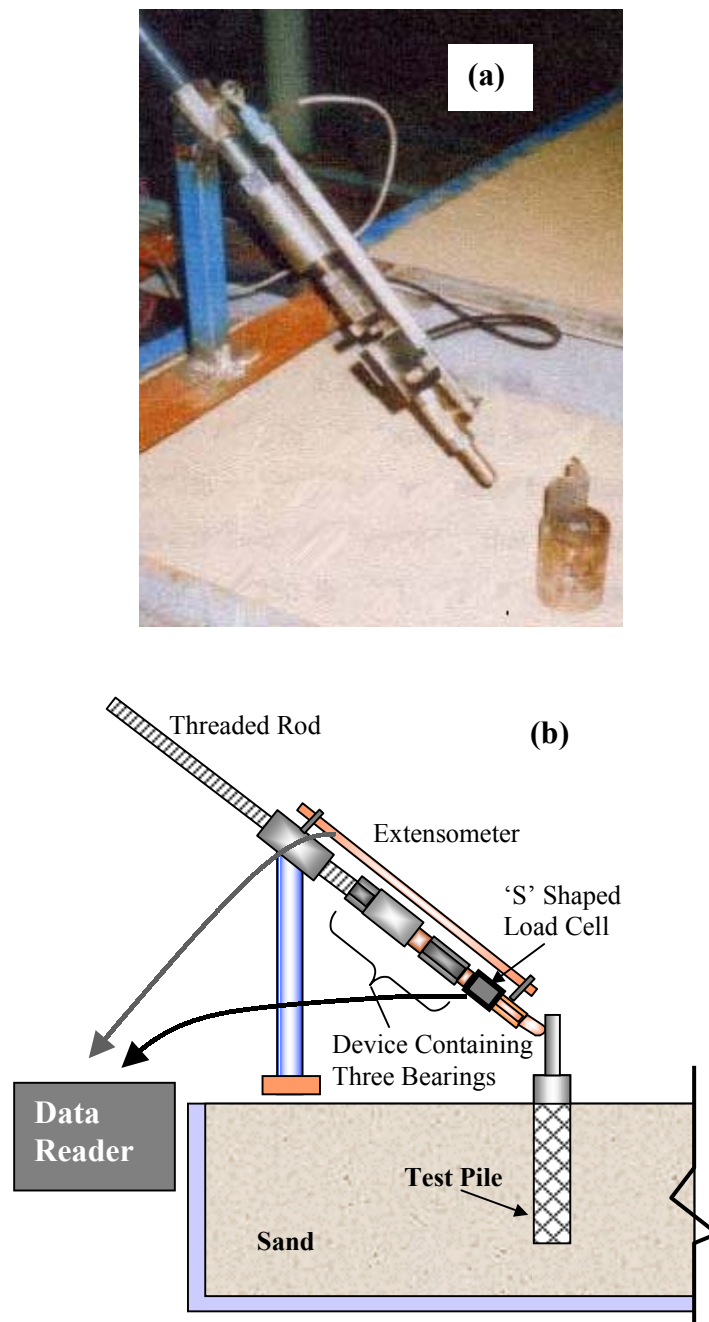 (a)
(b)
Threaded Rod
Extensometer
‘S’ Shaped
Load Cell
Device Containing
Three Bearings
Data
Reader
Test Pile
Sand